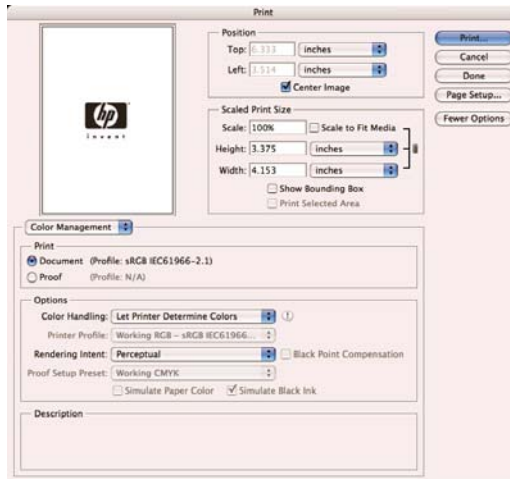 Print
hp
invent
Position
Top: 6.333 inches
Left: 3.514 inches
Center Image
Scaled Print Size
Scale: 100% Scale to Fit Media
Height: 3.375 inches
Width: 4.153 inches
Show Bounding Box
Print Selected Area
Print...
Cancel
Done
Page Setup...
Fewer Options
Color Management
Print
Document (Profile: sRGB IEC61966-2.1)
Proof (Profile: N/A)
Options
Color Handling: Let Printer Determine Colors
Printer Profile: Working RGB – sRGB IEC61966...
Rendering Intent: Perceptual Black Point Compensation
Proof Setup Preset: Working CMYK
Simulate Paper Color Simulate Black Ink
Description